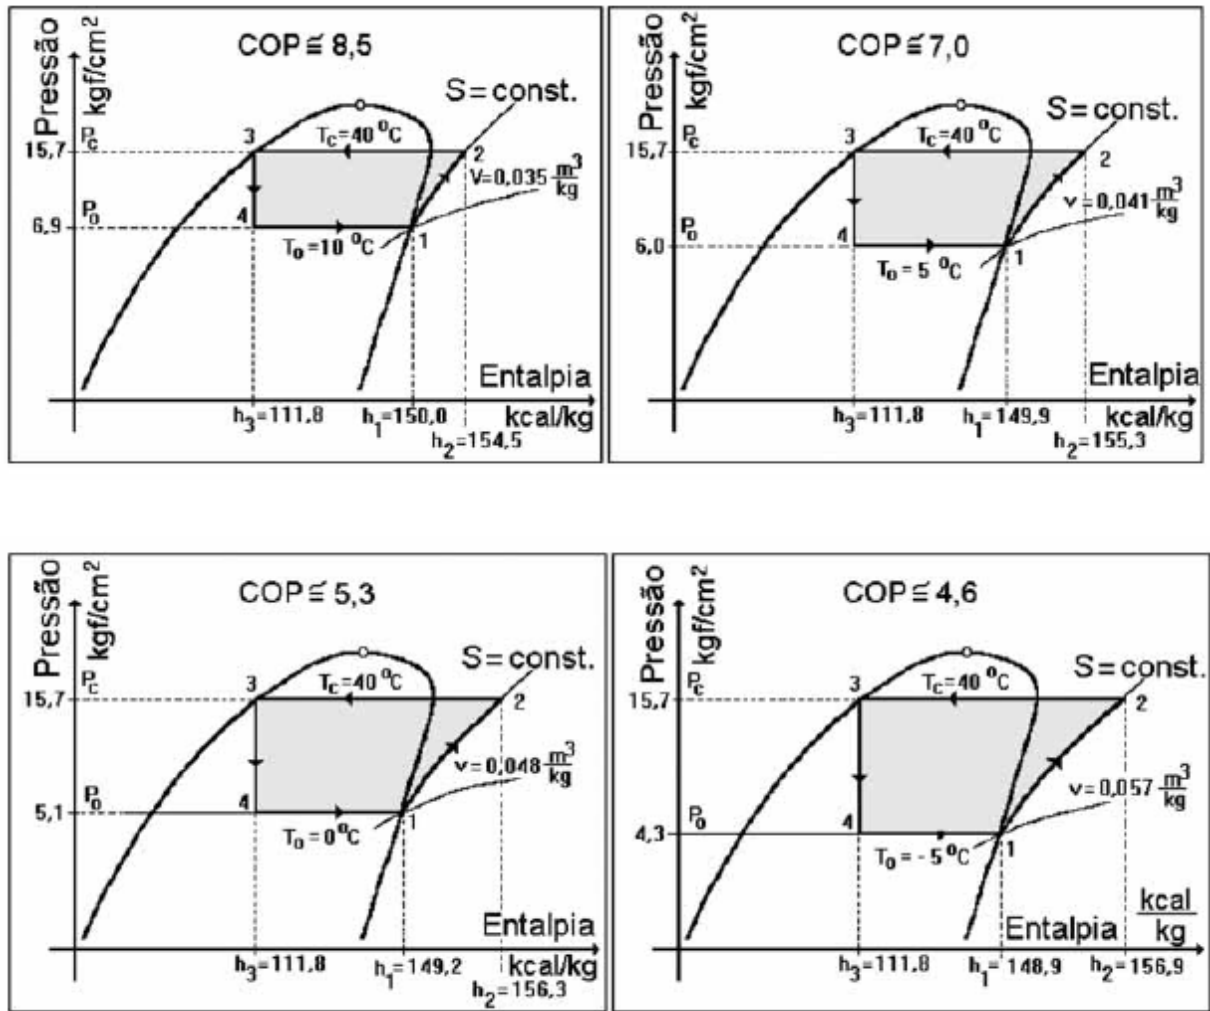 COP ≅ 8,5
Pressão
kgf/cm²
S = const.
Pc
15,7
3
Tc = 40 °C
2
V = 0,035 m³/kg
Po
6,9
4
To = 10 °C
1
Entalpia
kcal/kg
h3 = 111,8
h1 = 150,0
h2 = 154,5
COP ≅ 7,0
Pressão
kgf/cm²
S = const.
Pc
15,7
3
Tc = 40 °C
2
v = 0,041 m³/kg
Po
6,0
4
To = 5 °C
1
Entalpia
kcal/kg
h3 = 111,8
h1 = 149,9
h2 = 155,3
COP ≅ 5,3
Pressão
kgf/cm²
S = const.
Pc
15,7
3
Tc = 40 °C
2
v = 0,048 m³/kg
Po
5,1
4
To = 0 °C
1
Entalpia
kcal/kg
h3 = 111,8
h1 = 149,2
h2 = 156,3
COP ≅ 4,6
Pressão
kgf/cm²
S = const.
Pc
15,7
3
Tc = 40 °C
2
v = 0,057 m³/kg
Po
4,3
4
To = - 5 °C
1
Entalpia
kcal/kg
h3 = 111,8
h1 = 148,9
h2 = 156,9